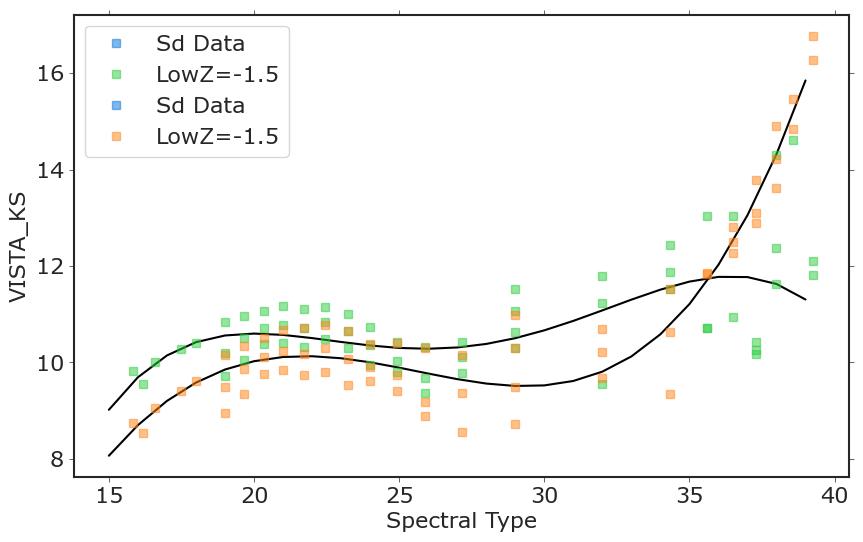 Sd Data
LowZ=-1.5
Sd Data
LowZ=-1.5
16
14
12
10
8
VISTA_KS
15 20 25 30 35 40
Spectral Type